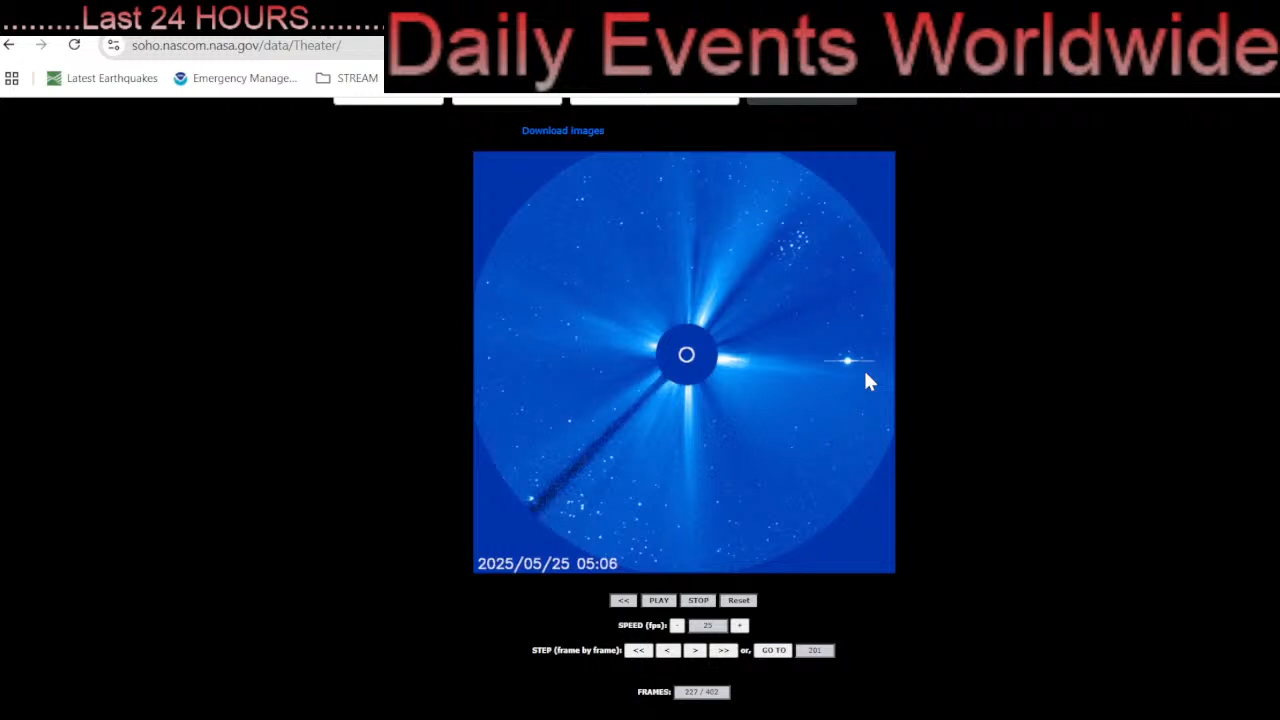 .........Last 24 HOURS.........
Daily Events Worldwide
soho.nascom.nasa.gov/data/Theater/
Latest Earthquakes
Emergency Manage...
STREAM
Download images
2025/05/25 05:06
<< PLAY STOP Reset
SPEED (fps): - 25 +
STEP (frame by frame): << < > >> or, GO TO 201
FRAMES: 227 / 402